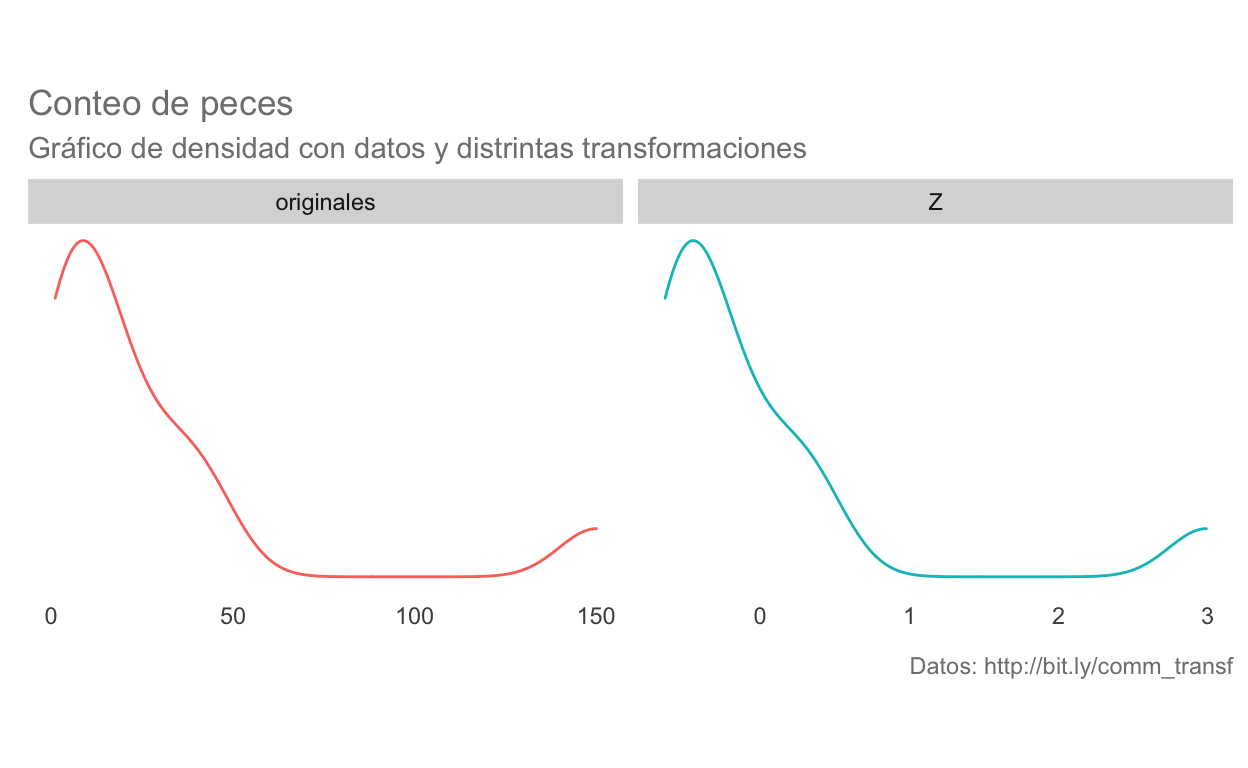 Conteo de peces
Gráfico de densidad con datos y distrintas transformaciones
originales
Z
0 50 100 150
0 1 2 3
Datos: http://bit.ly/comm_transf